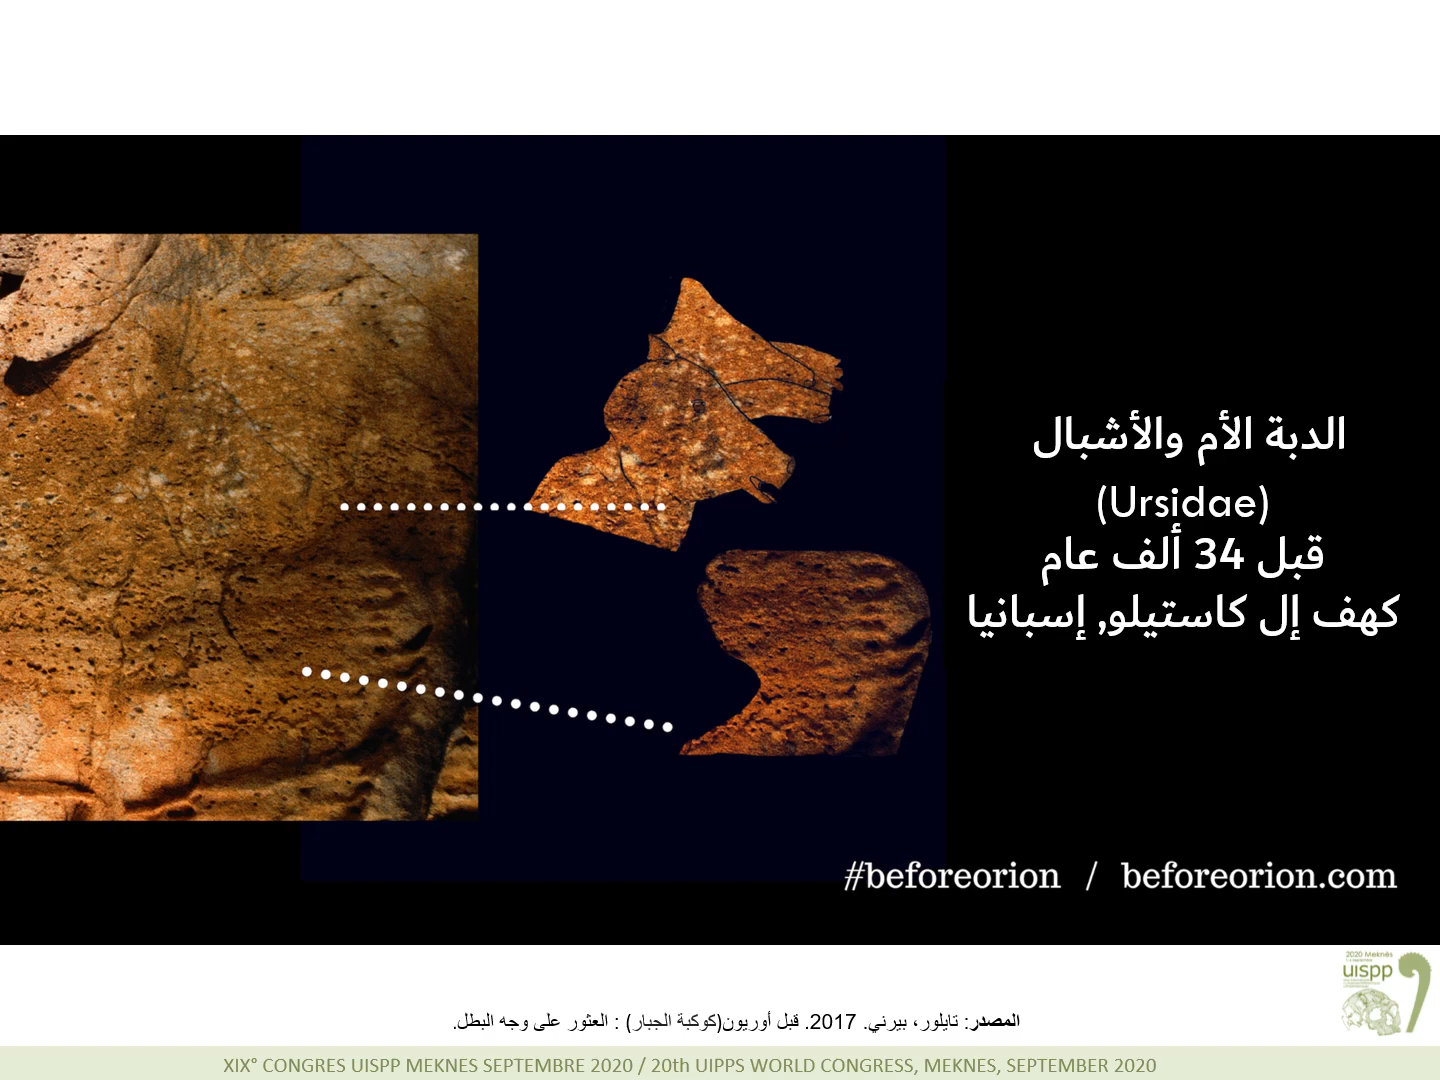 الدبة الأم والأشبال
(Ursidae)
قبل 34 ألف عام
كهف إل كاستيلو, إسبانيا
#beforeorion / beforeorion.com
2020 Meknès
uispp
المصدر: تايلور، بيرني. 2017. قبل أوريون(كوكبة الجبار) : العثور على وجه البطل.
XIX° CONGRES UISPP MEKNES SEPTEMBRE 2020 / 20th UIPPS WORLD CONGRESS, MEKNES, SEPTEMBER 2020